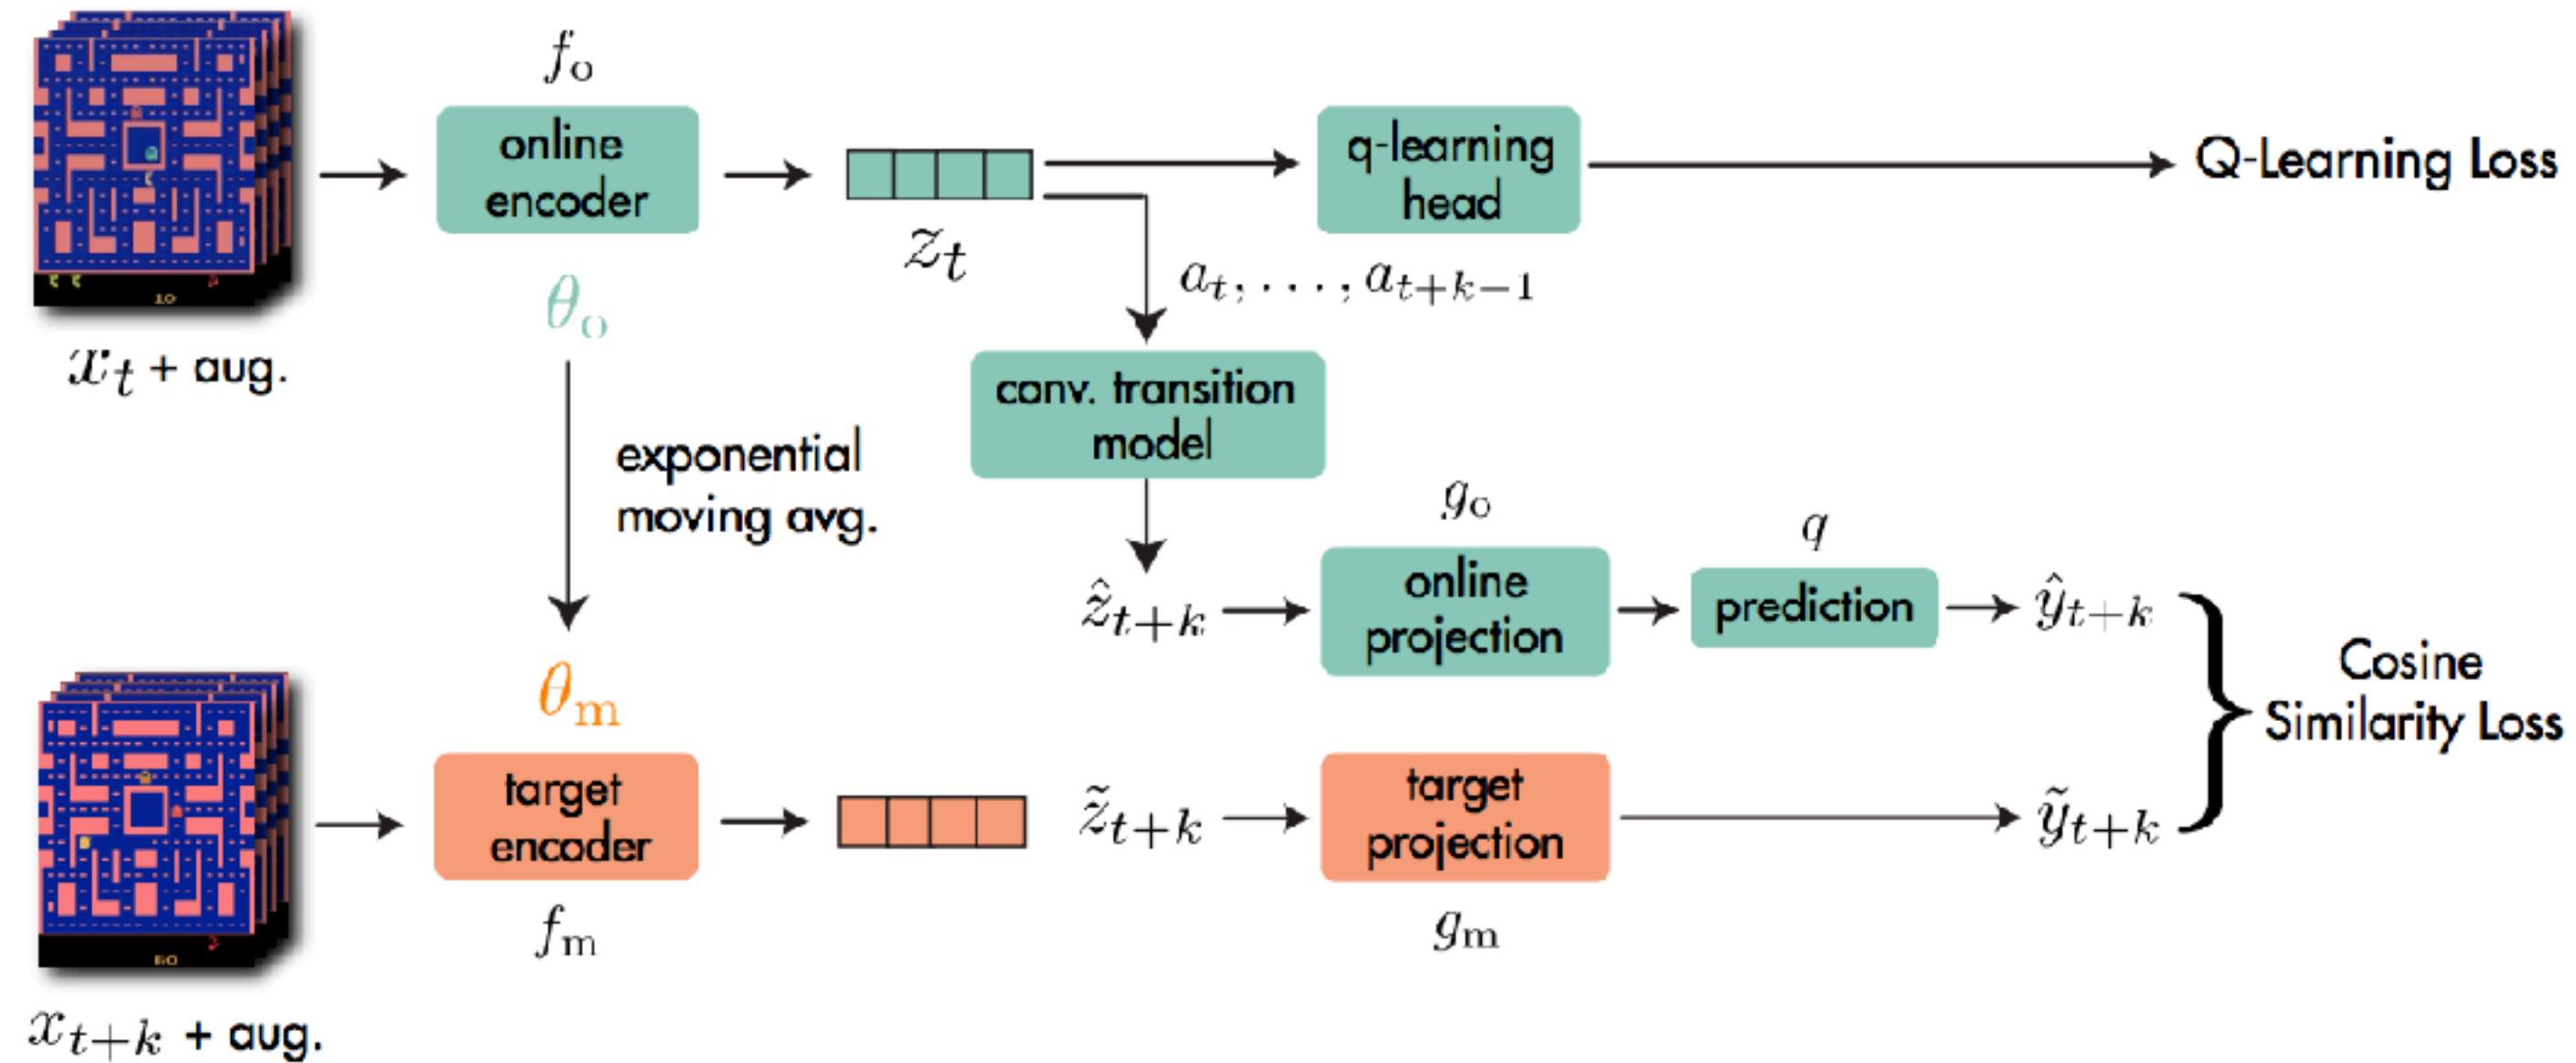 f_o
online
encoder
θ_o
z_t
q-learning
head
Q-Learning Loss
x_t + aug.
10
a_t, ..., a_{t+k−1}
conv. transition
model
exponential
moving avg.
g_o
q
ẑ_{t+k}
online
projection
prediction
ŷ_{t+k}
Cosine
Similarity Loss
θ_m
target
encoder
f_m
z̃_{t+k}
target
projection
g_m
ỹ_{t+k}
x_{t+k} + aug.